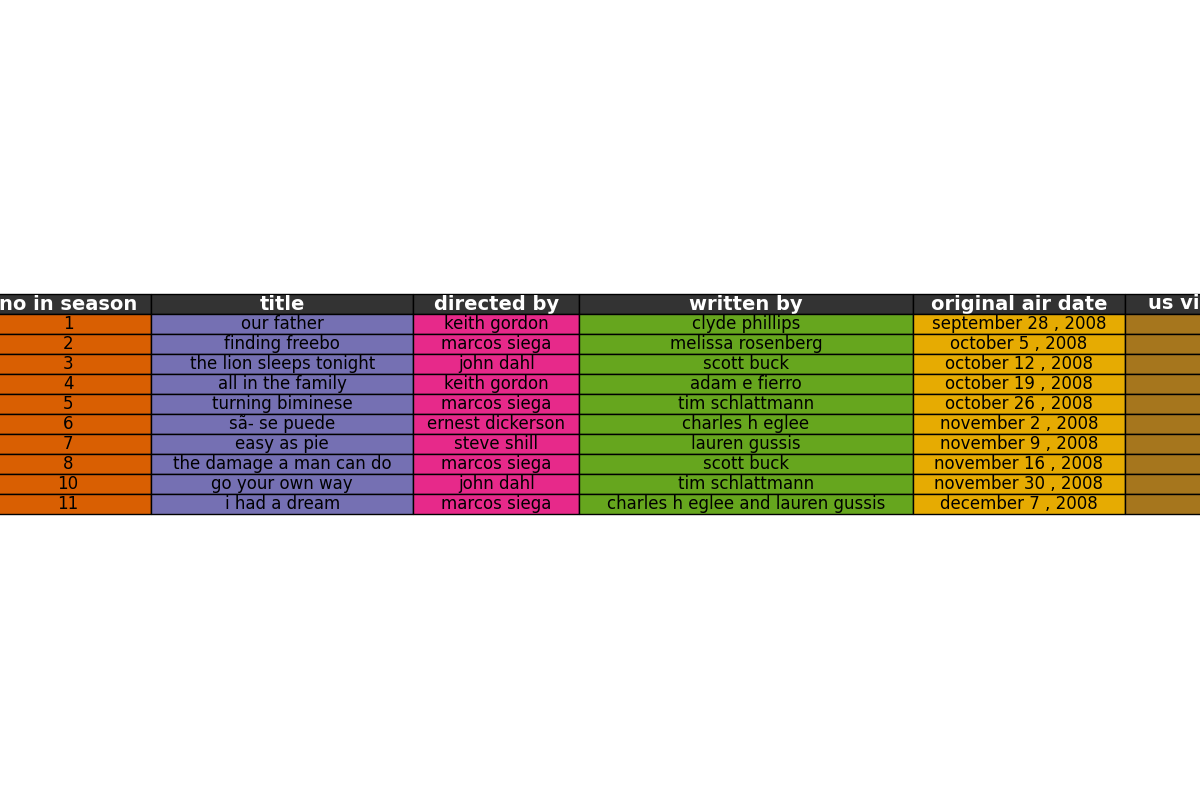 no in season title directed by written by original air date us vi
1 our father keith gordon clyde phillips september 28 , 2008
2 finding freebo marcos siega melissa rosenberg october 5 , 2008
3 the lion sleeps tonight john dahl scott buck october 12 , 2008
4 all in the family keith gordon adam e fierro october 19 , 2008
5 turning biminese marcos siega tim schlattmann october 26 , 2008
6 sã- se puede ernest dickerson charles h eglee november 2 , 2008
7 easy as pie steve shill lauren gussis november 9 , 2008
8 the damage a man can do marcos siega scott buck november 16 , 2008
10 go your own way john dahl tim schlattmann november 30 , 2008
11 i had a dream marcos siega charles h eglee and lauren gussis december 7 , 2008